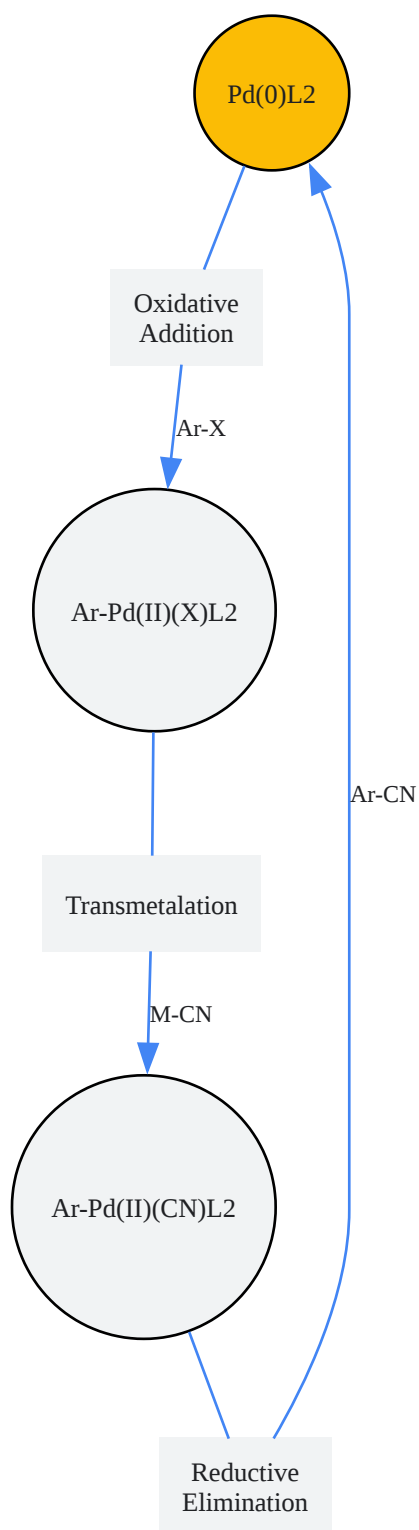 Pd(0)L2
Oxidative
Addition
Ar-X
Ar-Pd(II)(X)L2
Ar-CN
Transmetalation
M-CN
Ar-Pd(II)(CN)L2
Reductive
Elimination